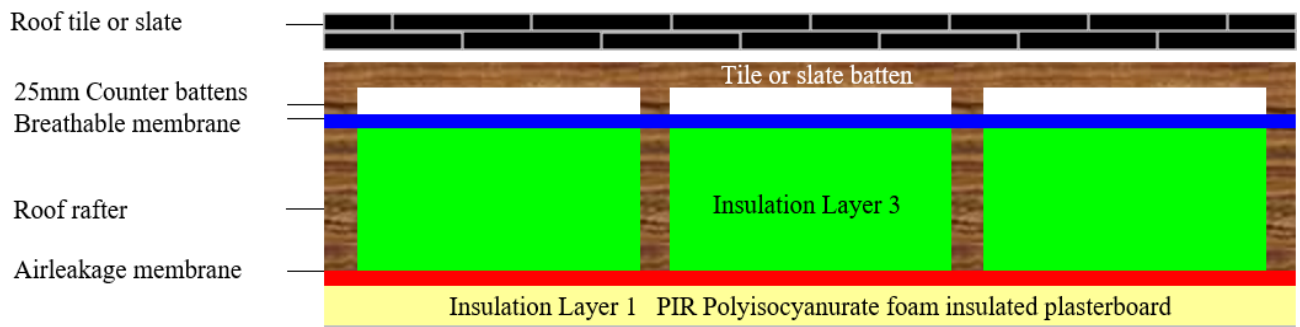 Roof tile or slate
Tile or slate batten
25mm Counter battens
Breathable membrane
Roof rafter
Insulation Layer 3
Airleakage membrane
Insulation Layer 1 PIR Polyisocyanurate foam insulated plasterboard